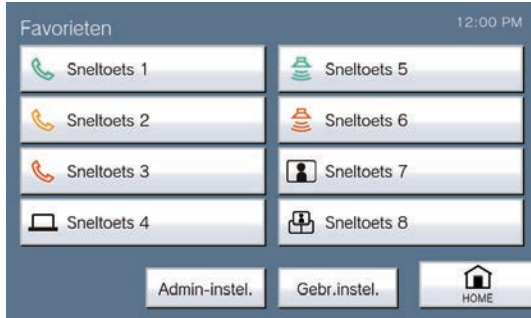 Favorieten
12:00 PM
Sneltoets 1
Sneltoets 2
Sneltoets 3
Sneltoets 4
Sneltoets 5
Sneltoets 6
Sneltoets 7
Sneltoets 8
Admin-instel.
Gebr.instel.
HOME